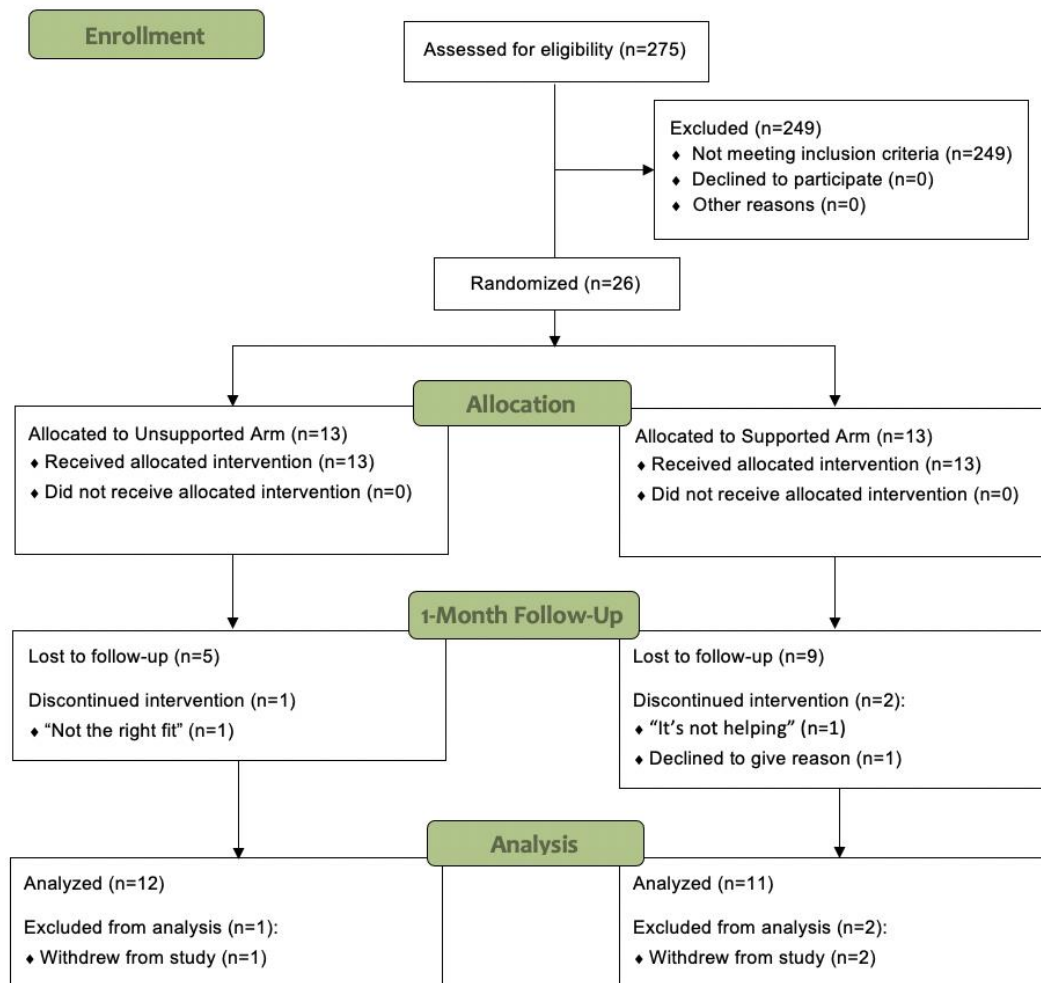 Enrollment
Assessed for eligibility (n=275)
Excluded (n=249)
♦ Not meeting inclusion criteria (n=249)
♦ Declined to participate (n=0)
♦ Other reasons (n=0)
Randomized (n=26)
Allocation
Allocated to Unsupported Arm (n=13)
♦ Received allocated intervention (n=13)
♦ Did not receive allocated intervention (n=0)
Allocated to Supported Arm (n=13)
♦ Received allocated intervention (n=13)
♦ Did not receive allocated intervention (n=0)
1-Month Follow-Up
Lost to follow-up (n=5)
Discontinued intervention (n=1)
♦ “Not the right fit” (n=1)
Lost to follow-up (n=9)
Discontinued intervention (n=2):
♦ “It’s not helping” (n=1)
♦ Declined to give reason (n=1)
Analysis
Analyzed (n=12)
Excluded from analysis (n=1):
♦ Withdrew from study (n=1)
Analyzed (n=11)
Excluded from analysis (n=2):
♦ Withdrew from study (n=2)